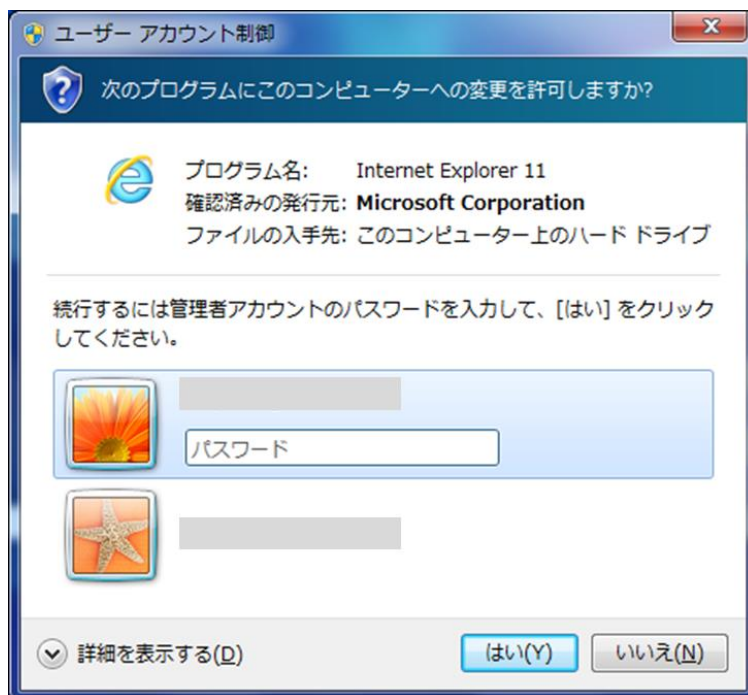 ユーザー アカウント制御
次のプログラムにこのコンピューターへの変更を許可しますか?
プログラム名: Internet Explorer 11
確認済みの発行元: Microsoft Corporation
ファイルの入手先: このコンピューター上のハード ドライブ
続行するには管理者アカウントのパスワードを入力して、[はい] をクリック
してください。
パスワード
詳細を表示する(D) はい(Y) いいえ(N)